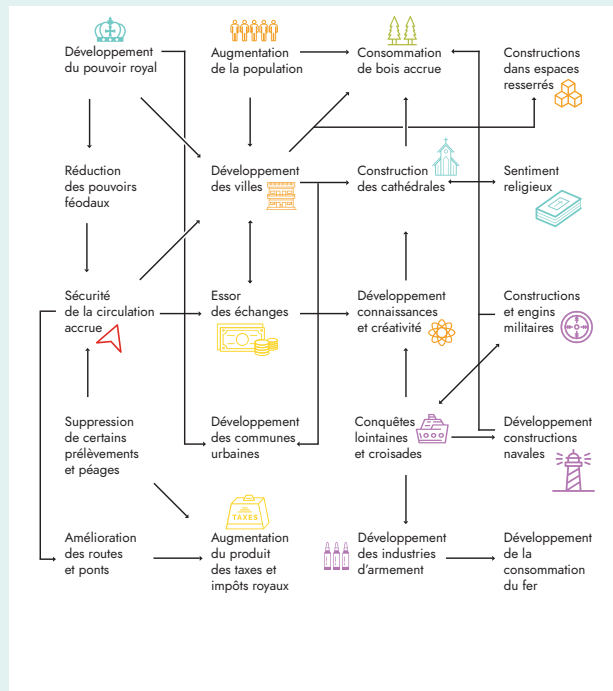 Développement
du pouvoir royal
Augmentation
de la population
Consommation
de bois accrue
Constructions
dans espaces
resserrés
Réduction
des pouvoirs
féodaux
Développement
des villes
Construction
des cathédrales
Sentiment
religieux
Sécurité
de la circulation
accrue
Essor
des échanges
Développement
connaissances
et créativité
Constructions
et engins
militaires
Suppression
de certains
prélèvements
et péages
Développement
des communes
urbaines
Conquêtes
lointaines
et croisades
Développement
constructions
navales
Amélioration
des routes
et ponts
TAXES
Augmentation
du produit
des taxes et
impôts royaux
Développement
des industries
d'armement
Développement
de la
consommation
du fer